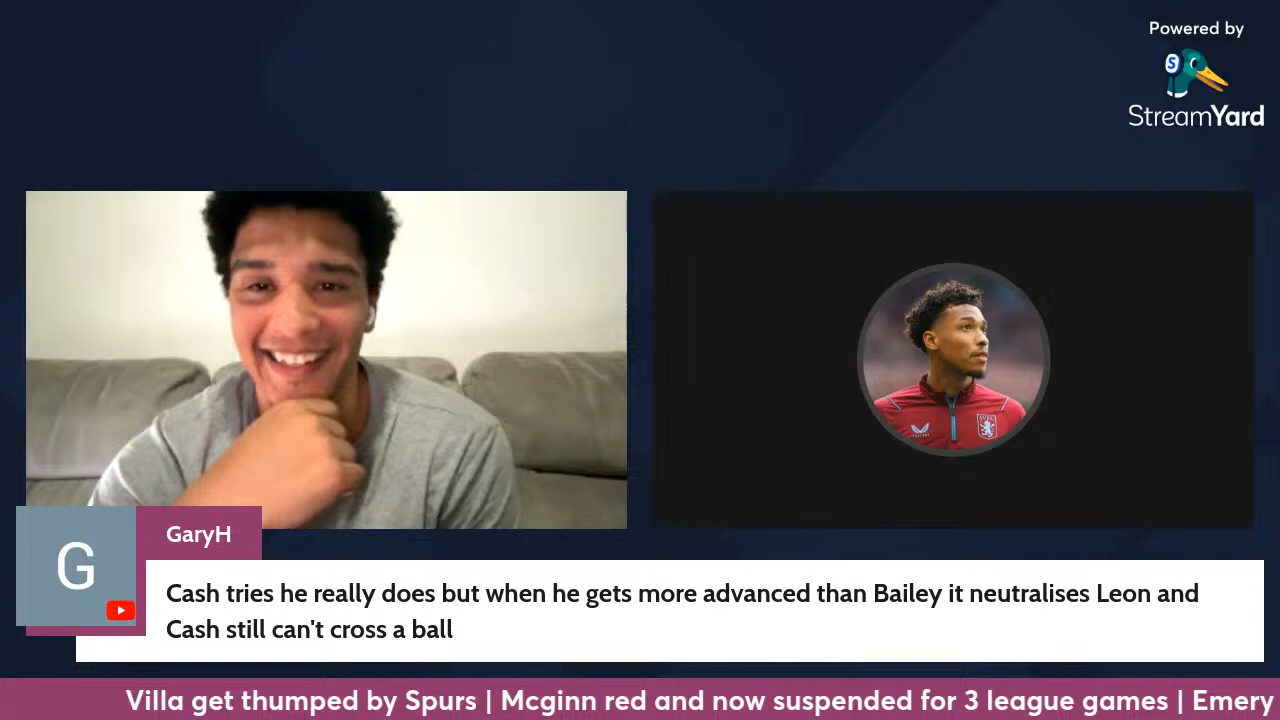 Powered by
S
StreamYard
G
GaryH
Cash tries he really does but when he gets more advanced than Bailey it neutralises Leon and
Cash still can't cross a ball
Villa get thumped by Spurs | Mcginn red and now suspended for 3 league games | Emery